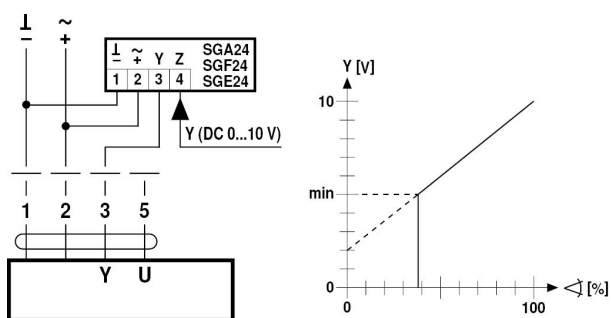 ⊥ ~
− +
⊥ ~ Y Z
− +
1 2 3 4
SGA24
SGF24
SGE24
Y (DC 0...10 V)
1 2 3 5
Y U
Y [V]
10
min
0
0 100
∢ [%]